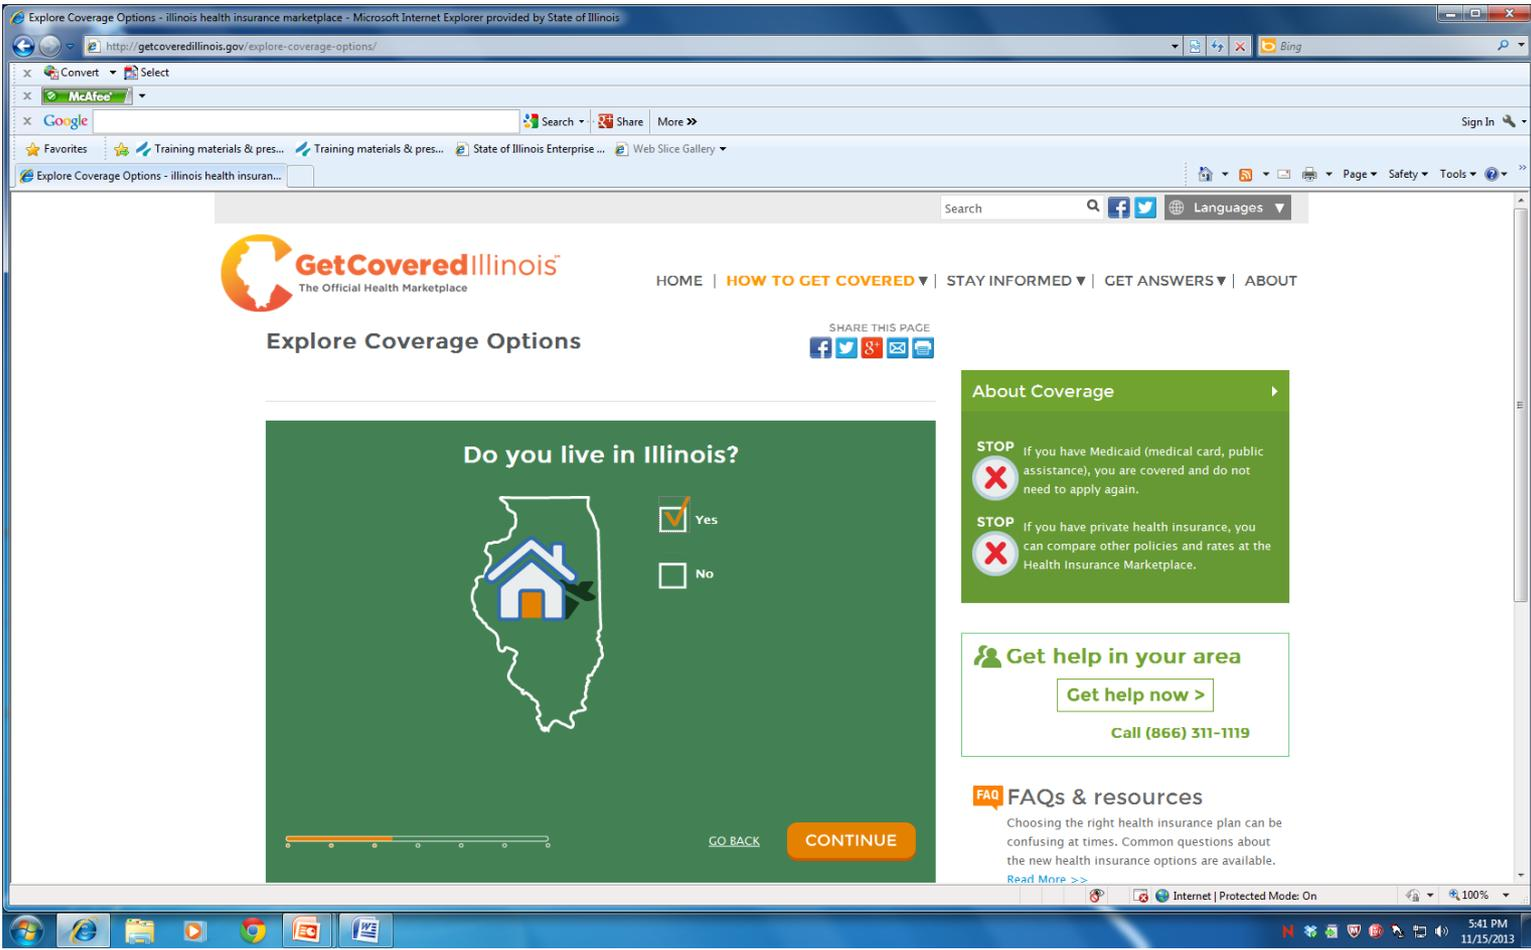 Explore Coverage Options - illinois health insurance marketplace - Microsoft Internet Explorer provided by State of Illinois
http://getcoveredillinois.gov/explore-coverage-options/
Bing
x Convert Select
x McAfee
x Google Search Share More >> Sign In
Favorites Training materials & pres... Training materials & pres... State of Illinois Enterprise ... Web Slice Gallery
Explore Coverage Options - illinois health insuran... Page Safety Tools
Search Languages
GetCoveredIllinois™
The Official Health Marketplace
HOME | HOW TO GET COVERED | STAY INFORMED | GET ANSWERS | ABOUT
Explore Coverage Options
SHARE THIS PAGE
Do you live in Illinois?
Yes
No
GO BACK
CONTINUE
About Coverage
STOP
If you have Medicaid (medical card, public
assistance), you are covered and do not
need to apply again.
STOP
If you have private health insurance, you
can compare other policies and rates at the
Health Insurance Marketplace.
Get help in your area
Get help now >
Call (866) 311-1119
FAQ FAQs & resources
Choosing the right health insurance plan can be
confusing at times. Common questions about
the new health insurance options are available.
Read More >>
Internet | Protected Mode: On 100%
5:41 PM
11/15/2013